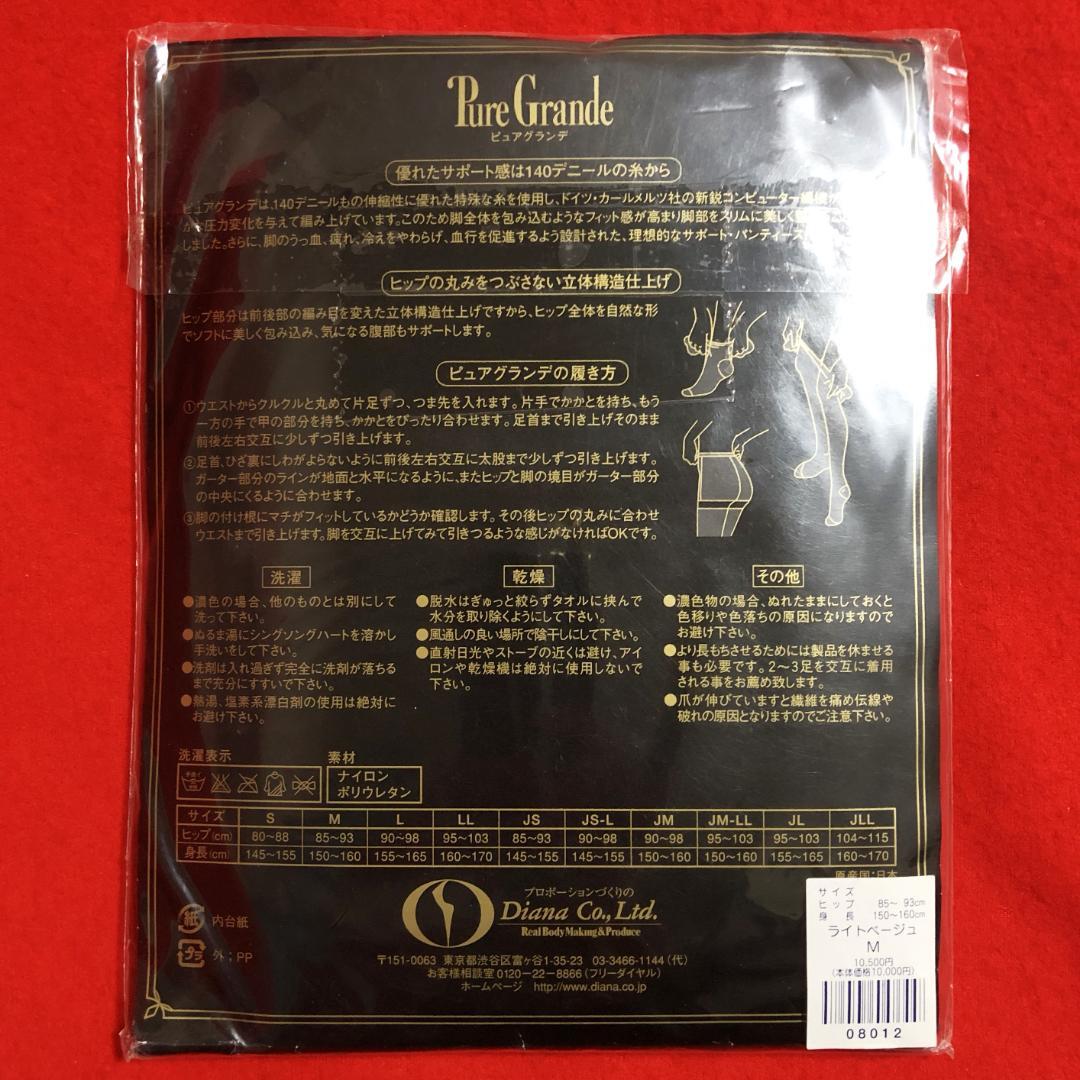 Pure Grande
ピュアグランデ
優れたサポート感は140デニールの糸から
ピュアグランデは、140デニールもの伸縮性に優れた特殊な糸を使用し、ドイツ・カールメルツ社の新鋭コンピューター編機
圧力変化を与えて編み上げています。このため脚全体を包み込むようなフィット感が高まり脚部をスリムに美しく
しました。さらに、脚のうっ血、疲れ、冷えをやわらげ、血行を促進するよう設計された、理想的なサポート・パンティース
ヒップの丸みをつぶさない立体構造仕上げ
ヒップ部分は前後部の編み目を変えた立体構造仕上げですから、ヒップ全体を自然な形
でソフトに美しく包み込み、気になる腹部もサポートします。
ピュアグランデの履き方
①ウエストからクルクルと丸めて片足ずつ、つま先を入れます。片手でかかとを持ち、もう
一方の手で甲の部分を持ち、かかとをぴったり合わせます。足首まで引き上げそのまま
前後左右交互に少しずつ引き上げます。
②足首、ひざ裏にしわがよらないように前後左右交互に太股まで少しずつ引き上げます。
ガーター部分のラインが地面と水平になるように、またヒップと脚の境目がガーター部分
の中央にくるように合わせます。
③脚の付け根にマチがフィットしているかどうか確認します。その後ヒップの丸みに合わせ
ウエストまで引き上げます。脚を交互に上げてみて引きつるような感じがなければOKです。
洗濯
●濃色の場合、他のものとは別にして
洗って下さい。
●ぬるま湯にシングソングハートを溶かし
手洗いをして下さい。
●洗剤は入れ過ぎず完全に洗剤が落ちる
まで充分にすすいで下さい。
●熱湯、塩素系漂白剤の使用は絶対に
お避け下さい。
乾燥
●脱水はぎゅっと絞らずタオルに挟んで
水分を取り除くようにして下さい。
●風通しの良い場所で陰干しにして下さい。
●直射日光やストーブの近くは避け、アイ
ロンや乾燥機は絶対に使用しないで
下さい。
その他
●濃色物の場合、ぬれたままにしておくと
色移りや色落ちの原因になりますので
お避け下さい。
●より長もちさせるためには製品を休ませる
事も必要です。2〜3足を交互に着用
される事をお薦め致します。
●爪が伸びていますと繊維を痛め伝線や
破れの原因となりますのでご注意下さい。
洗濯表示
素材
ナイロン
ポリウレタン
サイズ S M L LL JS JS-L JM JM-LL JL JLL
ヒップ(cm) 80〜88 85〜93 90〜98 95〜103 85〜93 90〜98 90〜98 95〜103 95〜103 104〜115
身長(cm) 145〜155 150〜160 155〜165 160〜170 145〜155 145〜155 150〜160 150〜160 155〜165 160〜170
原産国:日本
紙 内台紙
プラ 外:PP
プロポーションづくりの
Diana Co., Ltd.
Real Body Making & Produce
〒151-0063 東京都渋谷区富ヶ谷1-35-23 03-3466-1144(代)
お客様相談室 0120-22-8866(フリーダイヤル)
ホームページ http://www.diana.co.jp
サイズ
ヒップ 85〜 93cm
身 長 150〜160cm
ライトベージュ
M
10,500円
(本体価格10,000円)
08012